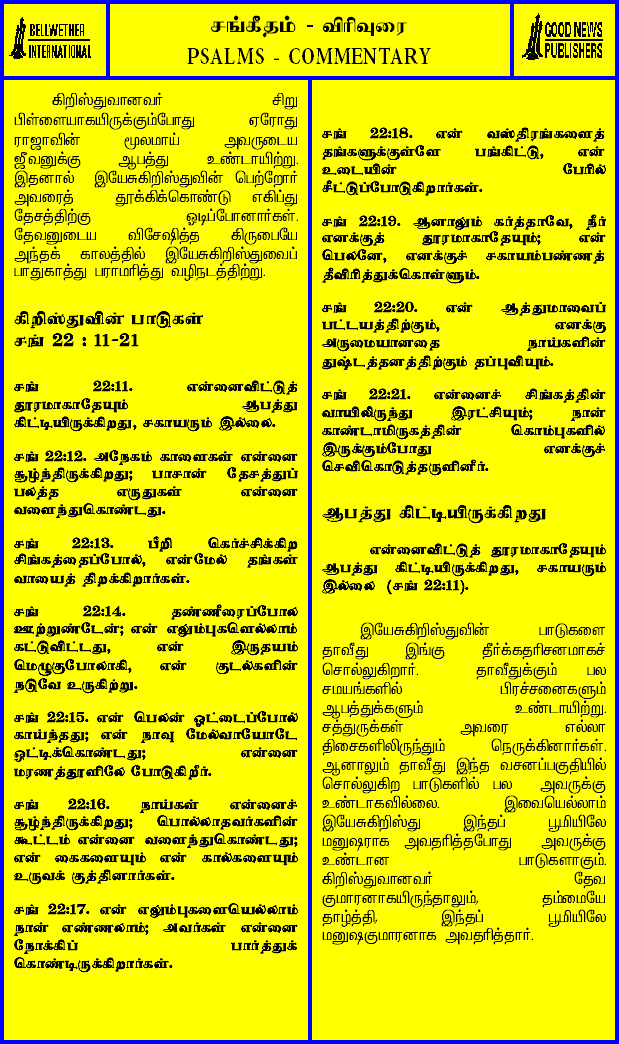 BELLWETHER
INTERNATIONAL
சங்கீதம் - விரிவுரை
PSALMS - COMMENTARY
GOOD NEWS
PUBLISHERS
கிறிஸ்துவானவர் சிறு
பிள்ளையாகயிருக்கும்போது ஏரோது
ராஜாவின் மூலமாய் அவருடைய
ஜீவனுக்கு ஆபத்து உண்டாயிற்று.
இதனால் இயேசுகிறிஸ்துவின் பெற்றோர்
அவரைத் தூக்கிக்கொண்டு எகிப்து
தேசத்திற்கு ஓடிப்போனார்கள்.
தேவனுடைய விசேஷித்த கிருபையே
அந்தக் காலத்தில் இயேசுகிறிஸ்துவைப்
பாதுகாத்து பராமரித்து வழிநடத்திற்று.
கிறிஸ்துவின் பாடுகள்
சங் 22 : 11-21
சங் 22:11. என்னைவிட்டுத்
தூரமாகாதேயும் ஆபத்து
கிட்டியிருக்கிறது, சகாயரும் இல்லை.
சங் 22:12. அநேகம் காளைகள் என்னை
சூழ்ந்திருக்கிறது; பாசான் தேசத்துப்
பலத்த எருதுகள் என்னை
வளைந்துகொண்டது.
சங் 22:13. பீறி கெர்ச்சிக்கிற
சிங்கத்தைப்போல், என்மேல் தங்கள்
வாயைத் திறக்கிறார்கள்.
சங் 22:14. தண்ணீரைப்போல
ஊற்றுண்டேன்; என் எலும்புகளெல்லாம்
கட்டுவிட்டது, என் இருதயம்
மெழுகுபோலாகி, என் குடல்களின்
நடுவே உருகிற்று.
சங் 22:15. என் பெலன் ஓட்டைப்போல்
காய்ந்தது; என் நாவு மேல்வாயோடே
ஒட்டிக்கொண்டது; என்னை
மரணத்தூளிலே போடுகிறீர்.
சங் 22:16. நாய்கள் என்னைச்
சூழ்ந்திருக்கிறது; பொல்லாதவர்களின்
கூட்டம் என்னை வளைந்துகொண்டது;
என் கைகளையும் என் கால்களையும்
உருவக் குத்தினார்கள்.
சங் 22:17. என் எலும்புகளையெல்லாம்
நான் எண்ணலாம்; அவர்கள் என்னை
நோக்கிப் பார்த்துக்
கொண்டிருக்கிறார்கள்.
சங் 22:18. என் வஸ்திரங்களைத்
தங்களுக்குள்ளே பங்கிட்டு, என்
உடையின் பேரில்
சீட்டுப்போடுகிறார்கள்.
சங் 22:19. ஆனாலும் கர்த்தாவே, நீர்
எனக்குத் தூரமாகாதேயும்; என்
பெலனே, எனக்குச் சகாயம்பண்ணத்
தீவிரித்துக்கொள்ளும்.
சங் 22:20. என் ஆத்துமாவைப்
பட்டயத்திற்கும், எனக்கு
அருமையானதை நாய்களின்
துஷ்டத்தனத்திற்கும் தப்புவியும்.
சங் 22:21. என்னைச் சிங்கத்தின்
வாயிலிருந்து இரட்சியும்; நான்
காண்டாமிருகத்தின் கொம்புகளில்
இருக்கும்போது எனக்குச்
செவிகொடுத்தருளினீர்.
ஆபத்து கிட்டியிருக்கிறது
என்னைவிட்டுத் தூரமாகாதேயும்
ஆபத்து கிட்டியிருக்கிறது, சகாயரும்
இல்லை (சங் 22:11).
இயேசுகிறிஸ்துவின் பாடுகளை
தாவீது இங்கு தீர்க்கதரிசனமாகச்
சொல்லுகிறார். தாவீதுக்கும் பல
சமயங்களில் பிரச்சனைகளும்
ஆபத்துக்களும் உண்டாயிற்று.
சத்துருக்கள் அவரை எல்லா
திசைகளிலிருந்தும் நெருக்கினார்கள்.
ஆனாலும் தாவீது இந்த வசனப்பகுதியில்
சொல்லுகிற பாடுகளில் பல அவருக்கு
உண்டாகவில்லை. இவையெல்லாம்
இயேசுகிறிஸ்து இந்தப் பூமியிலே
மனுஷராக அவதரித்தபோது அவருக்கு
உண்டான பாடுகளாகும்.
கிறிஸ்துவானவர் தேவ
குமாரனாகயிருந்தாலும், தம்மையே
தாழ்த்தி, இந்தப் பூமியிலே
மனுஷகுமாரனாக அவதரித்தார்.